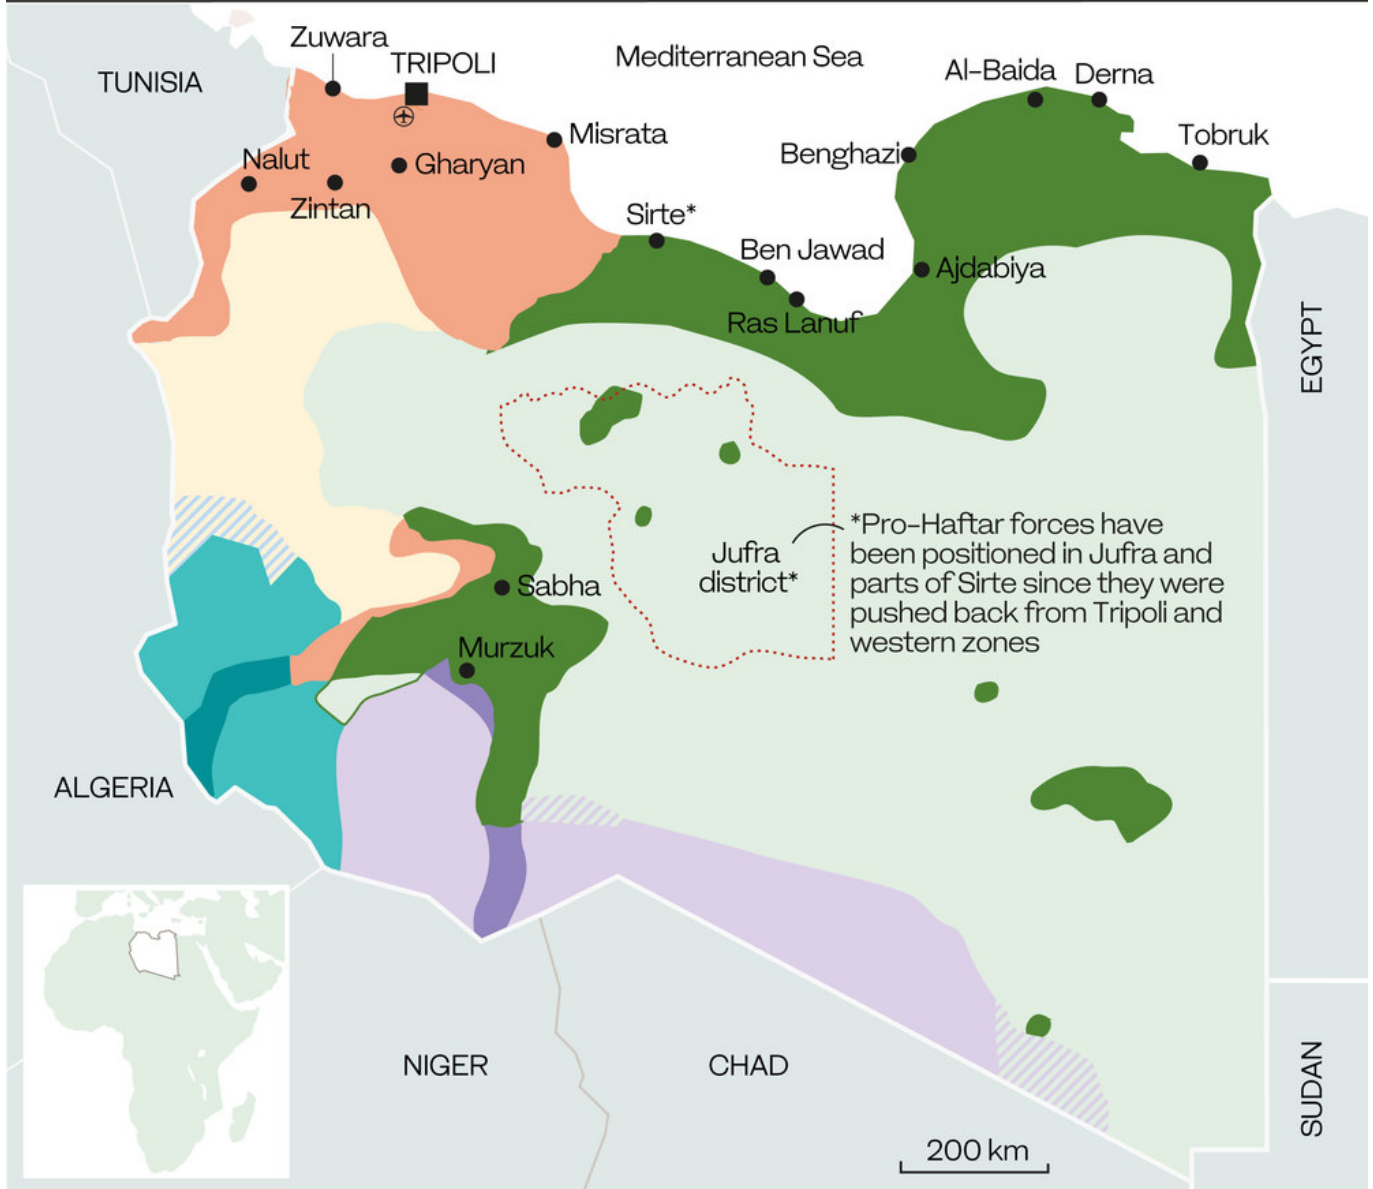 Zuwara
TRIPOLI
Mediterranean Sea
TUNISIA
Al-Baida
Derna
Misrata
Tobruk
Benghazi
Nalut
Gharyan
Zintan
Sirte*
Ben Jawad
Ajdabiya
Ras Lanuf
EGYPT
*Pro-Haftar forces have
been positioned in Jufra and
parts of Sirte since they were
pushed back from Tripoli and
western zones
Jufra
district*
Sabha
Murzuk
ALGERIA
NIGER
CHAD
SUDAN
200 km